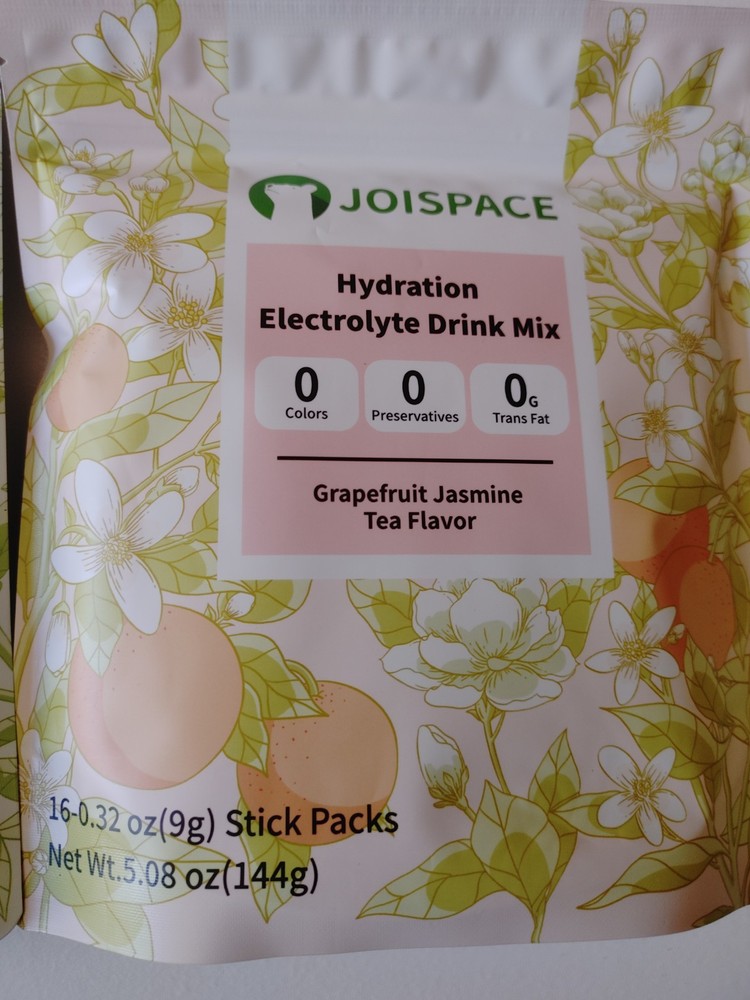 JOISPACE
Hydration
Electrolyte Drink Mix
0
Colors
0
Preservatives
0G
Trans Fat
Grapefruit Jasmine
Tea Flavor
16-0.32 oz(9g) Stick Packs
Net Wt.5.08 oz(144g)